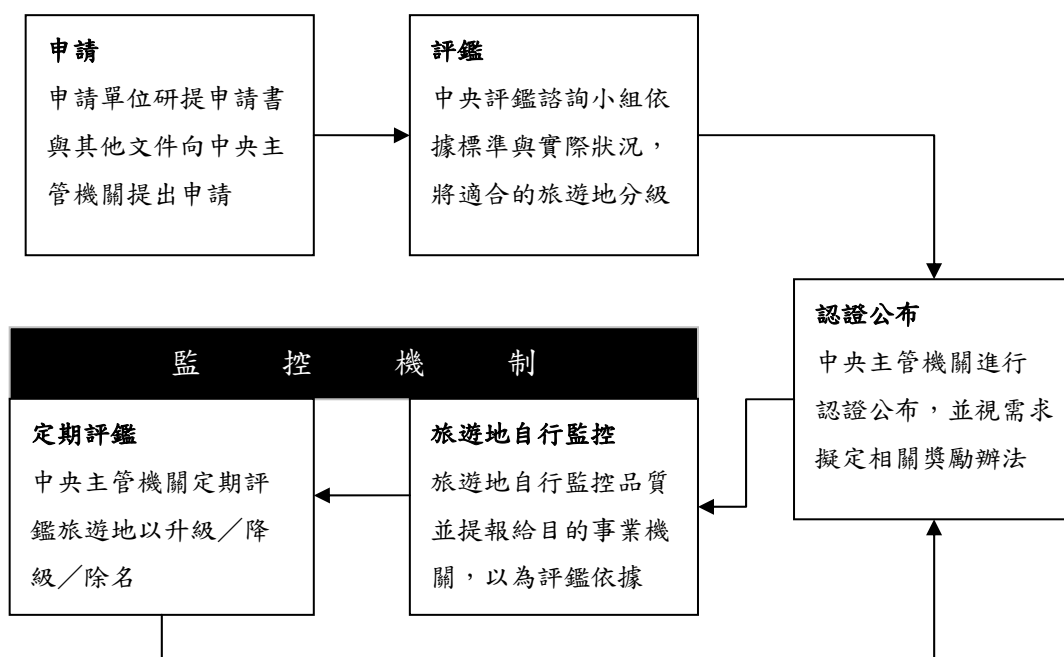 申請
申請單位研提申請書
與其他文件向中央主
管機關提出申請
評鑑
中央評鑑諮詢小組依
據標準與實際狀況，
將適合的旅遊地分級
認證公布
中央主管機關進行
認證公布，並視需求
擬定相關獎勵辦法
監控機制
旅遊地自行監控
旅遊地自行監控品質
並提報給目的事業機
關，以為評鑑依據
定期評鑑
中央主管機關定期評
鑑旅遊地以升級／降
級／除名